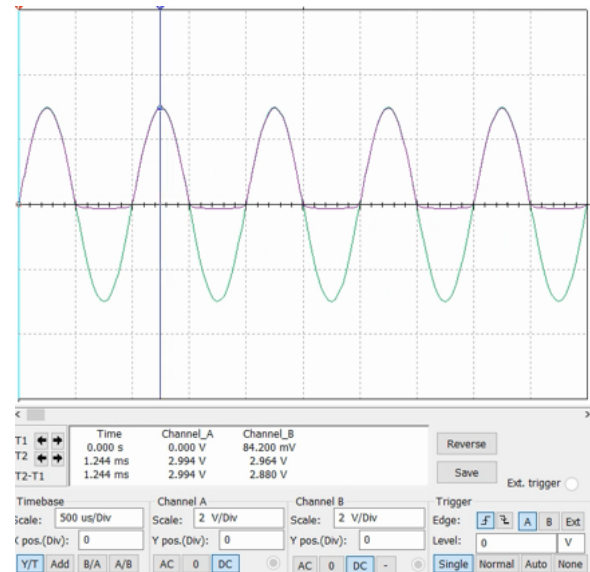 Time Channel_A Channel_B
T1 0.000 s 0.000 V 84.200 mV
T2 1.244 ms 2.994 V 2.964 V
T2-T1 1.244 ms 2.994 V 2.880 V
Reverse
Save
Ext. trigger
Timebase
Scale: 500 us/Div
X pos.(Div): 0
Y/T Add B/A A/B
Channel A
Scale: 2 V/Div
Y pos.(Div): 0
AC 0 DC
Channel B
Scale: 2 V/Div
Y pos.(Div): 0
AC 0 DC -
Trigger
Edge: A B Ext
Level: 0 V
Single Normal Auto None